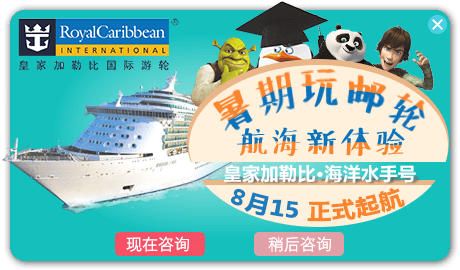 RoyalCaribbean
INTERNATIONAL
皇家加勒比国际游轮
暑期玩邮轮
航海新体验
皇家加勒比·海洋水手号
8月15 正式起航
现在咨询
稍后咨询